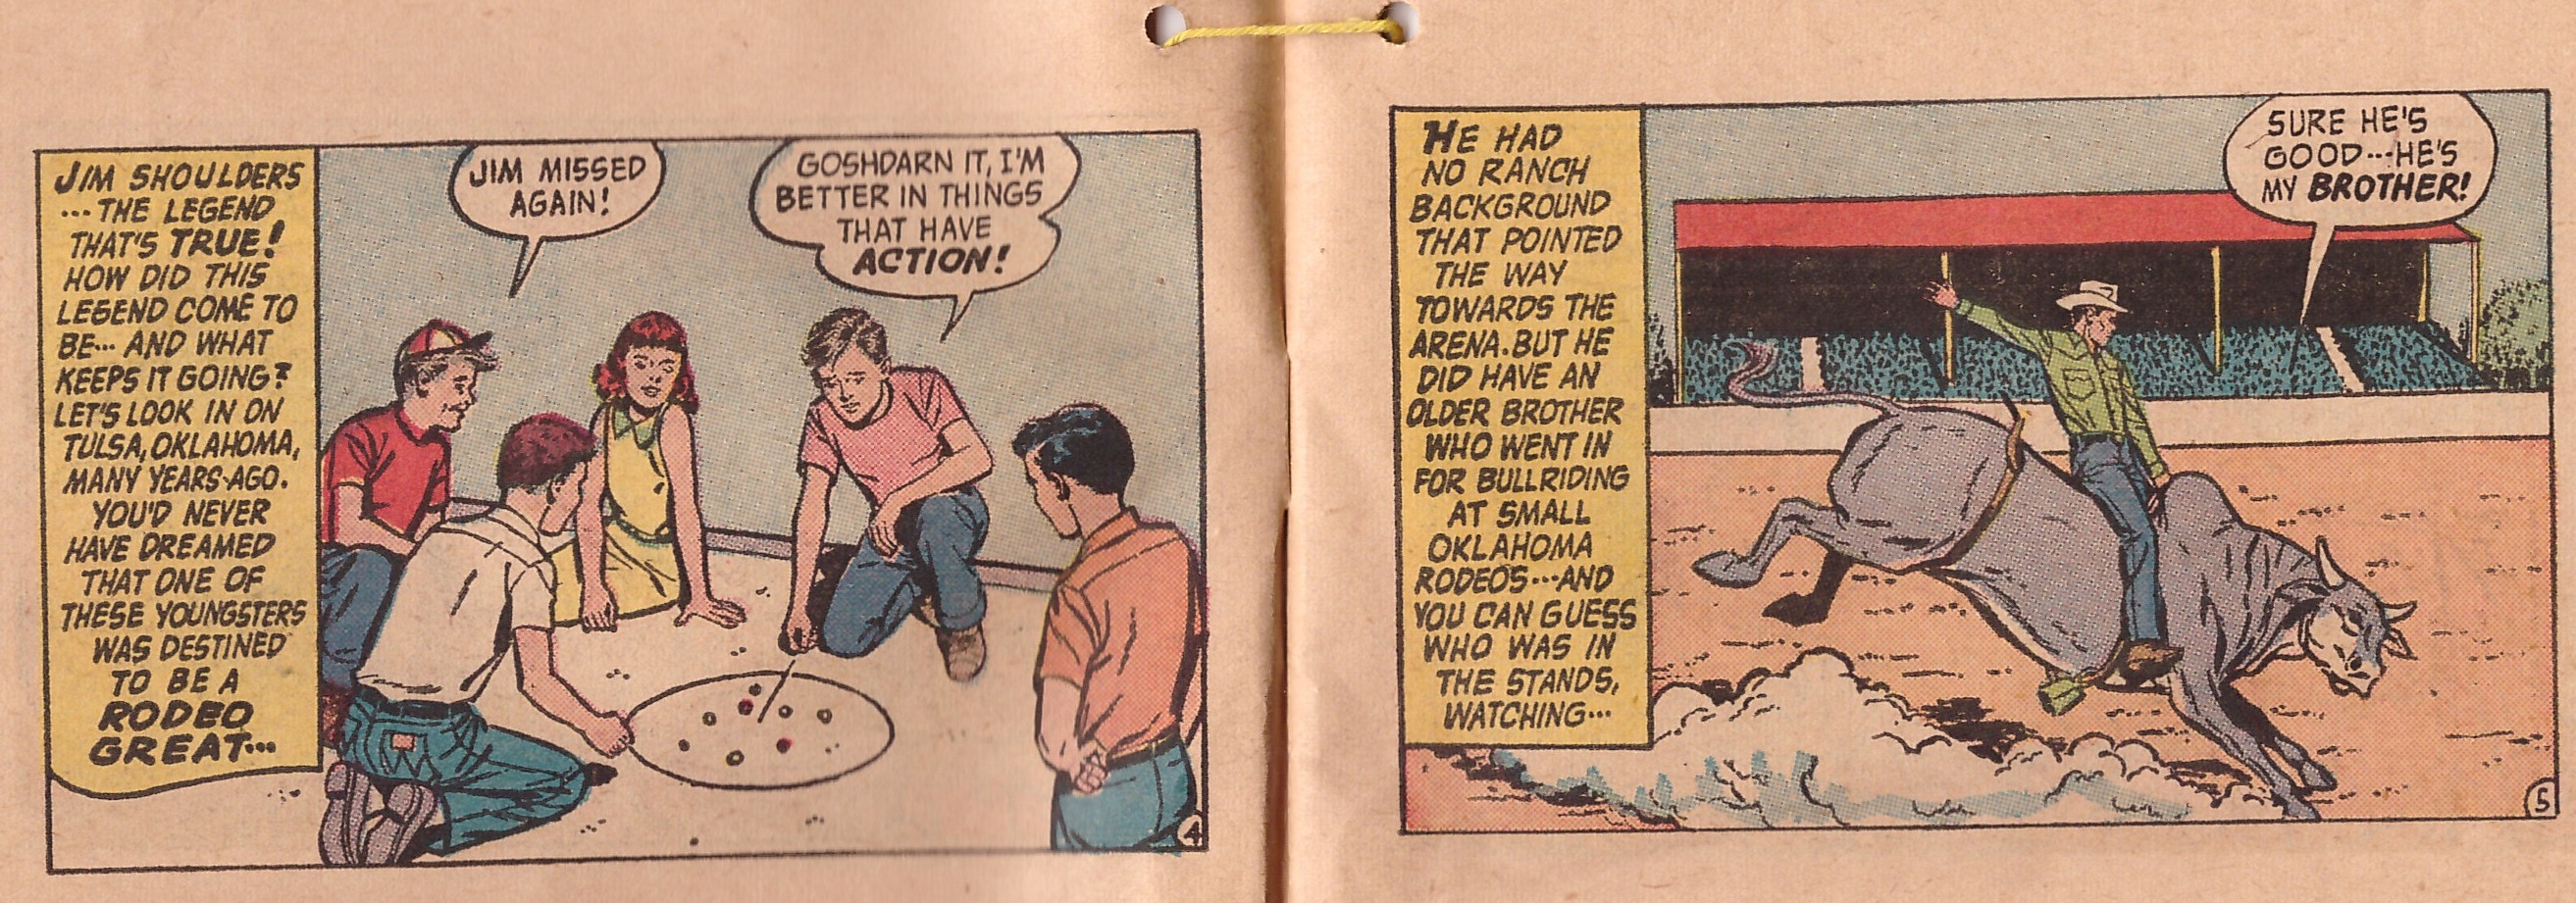 JIM SHOULDERS
...THE LEGEND
THAT'S TRUE!
HOW DID THIS
LEGEND COME TO
BE... AND WHAT
KEEPS IT GOING?
LET'S LOOK IN ON
TULSA, OKLAHOMA,
MANY YEARS AGO.
YOU'D NEVER
HAVE DREAMED
THAT ONE OF
THESE YOUNGSTERS
WAS DESTINED
TO BE A
RODEO
GREAT...
JIM MISSED
AGAIN!
GOSHDARN IT, I'M
BETTER IN THINGS
THAT HAVE
ACTION!
4
HE HAD
NO RANCH
BACKGROUND
THAT POINTED
THE WAY
TOWARDS THE
ARENA. BUT HE
DID HAVE AN
OLDER BROTHER
WHO WENT IN
FOR BULLRIDING
AT SMALL
OKLAHOMA
RODEOS...AND
YOU CAN GUESS
WHO WAS IN
THE STANDS,
WATCHING...
SURE HE'S
GOOD...HE'S
MY BROTHER!
5